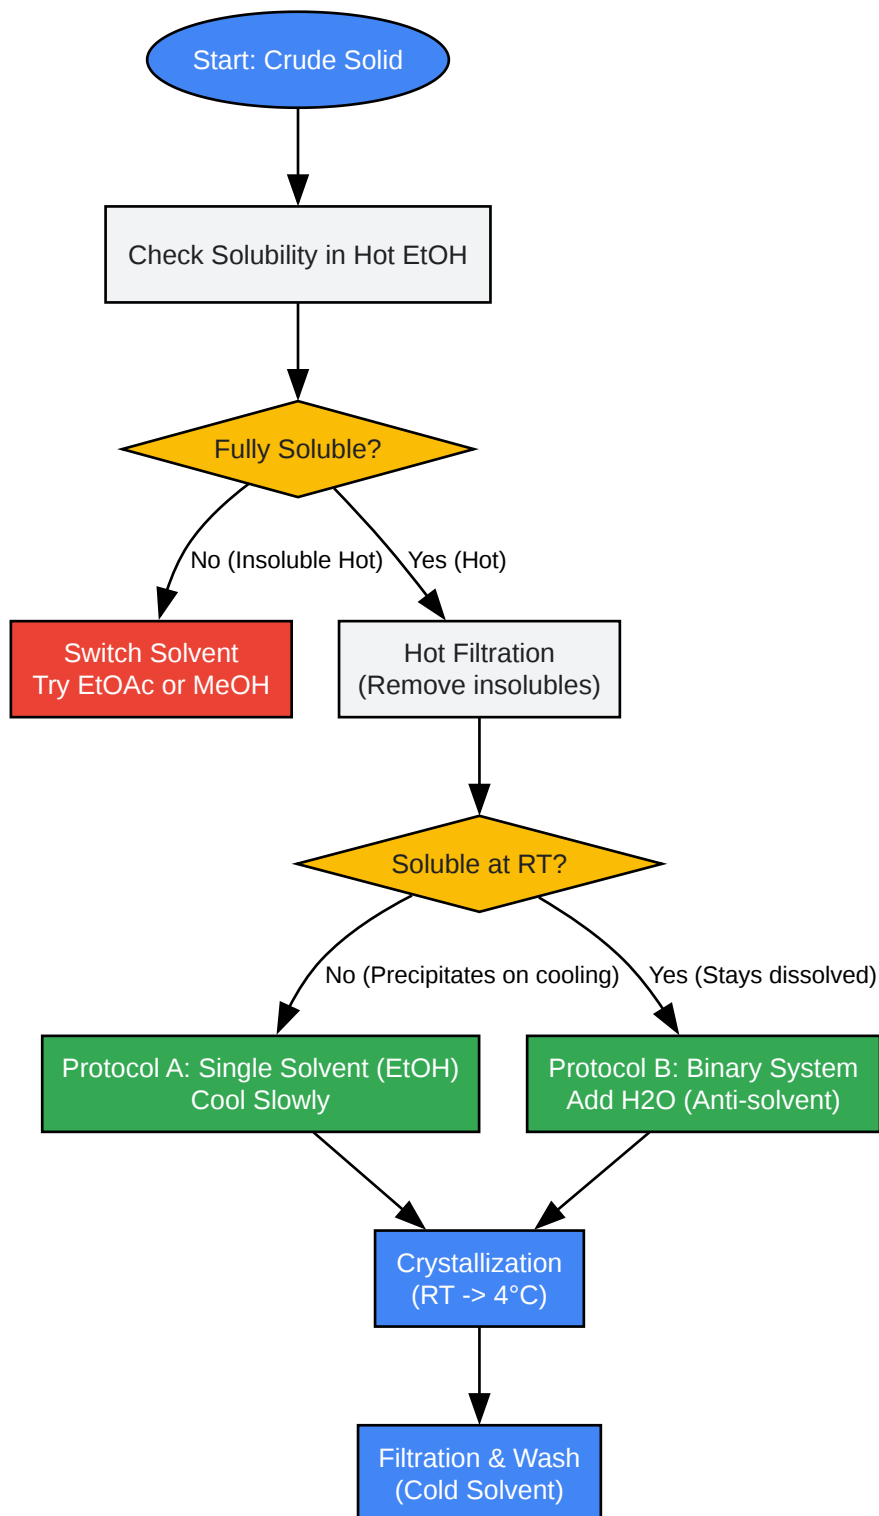 Start: Crude Solid
Check Solubility in Hot EtOH
Fully Soluble?
No (Insoluble Hot)
Yes (Hot)
Switch Solvent
Try EtOAc or MeOH
Hot Filtration
(Remove insolubles)
Soluble at RT?
No (Precipitates on cooling)
Yes (Stays dissolved)
Protocol A: Single Solvent (EtOH)
Cool Slowly
Protocol B: Binary System
Add H2O (Anti-solvent)
Crystallization
(RT -> 4°C)
Filtration & Wash
(Cold Solvent)